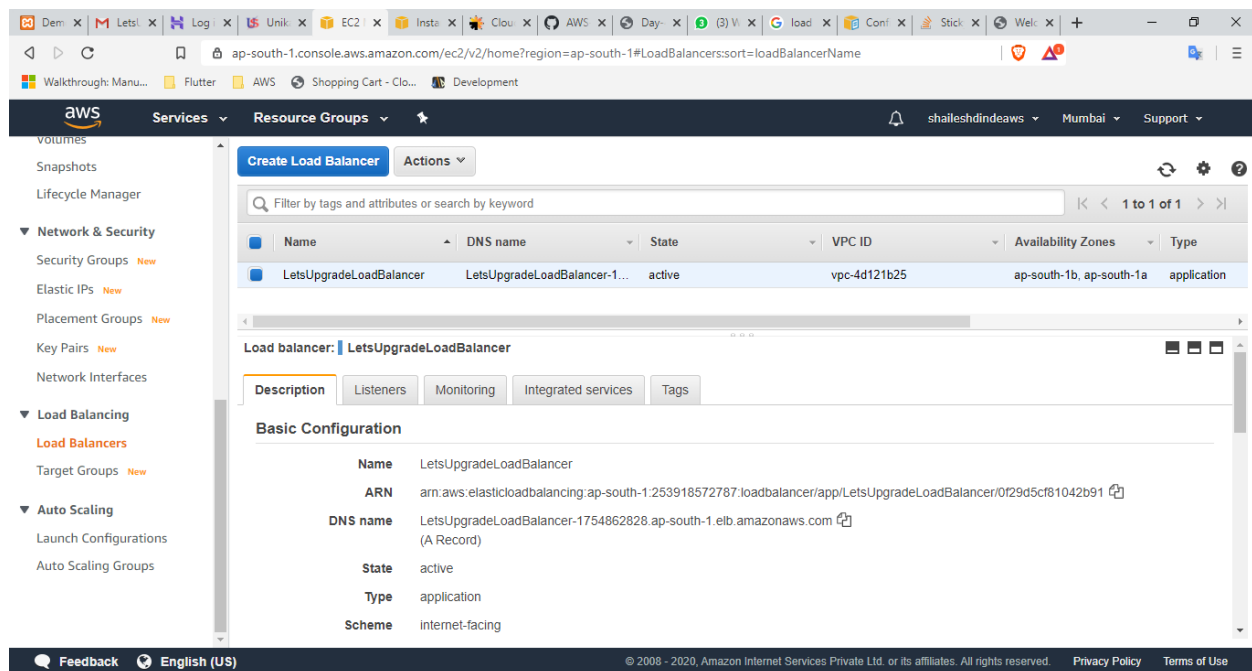 Dem M LetsU Log i Unik EC2 Insta Clou AWS Day- (3) W G load Conf Stick Welc +
ap-south-1.console.aws.amazon.com/ec2/v2/home?region=ap-south-1#LoadBalancers:sort=loadBalancerName
Walkthrough: Manu... Flutter AWS Shopping Cart - Clo... Development
aws Services Resource Groups shaileshdindeaws Mumbai Support
Volumes
Snapshots
Lifecycle Manager
Network & Security
Security Groups New
Elastic IPs New
Placement Groups New
Key Pairs New
Network Interfaces
Load Balancing
Load Balancers
Target Groups New
Auto Scaling
Launch Configurations
Auto Scaling Groups
Create Load Balancer Actions
Filter by tags and attributes or search by keyword 1 to 1 of 1
Name DNS name State VPC ID Availability Zones Type
LetsUpgradeLoadBalancer LetsUpgradeLoadBalancer-1... active vpc-4d121b25 ap-south-1b, ap-south-1a application
Load balancer: LetsUpgradeLoadBalancer
Description Listeners Monitoring Integrated services Tags
Basic Configuration
Name LetsUpgradeLoadBalancer
ARN arn:aws:elasticloadbalancing:ap-south-1:253918572787:loadbalancer/app/LetsUpgradeLoadBalancer/0f29d5cf81042b91
DNS name LetsUpgradeLoadBalancer-1754862828.ap-south-1.elb.amazonaws.com
(A Record)
State active
Type application
Scheme internet-facing
Feedback English (US) © 2008 - 2020, Amazon Internet Services Private Ltd. or its affiliates. All rights reserved. Privacy Policy Terms of Use